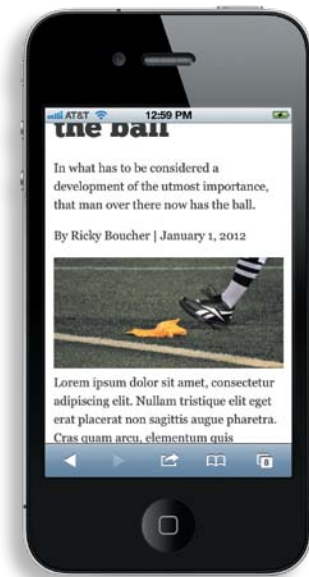 AT&T 12:59 PM
the ball
In what has to be considered a
development of the utmost importance,
that man over there now has the ball.
By Ricky Boucher | January 1, 2012
Lorem ipsum dolor sit amet, consectetur
adipiscing elit. Nullam tristique elit eget
erat placerat non sagittis augue pharetra.
Cras quam arcu, elementum quis
8